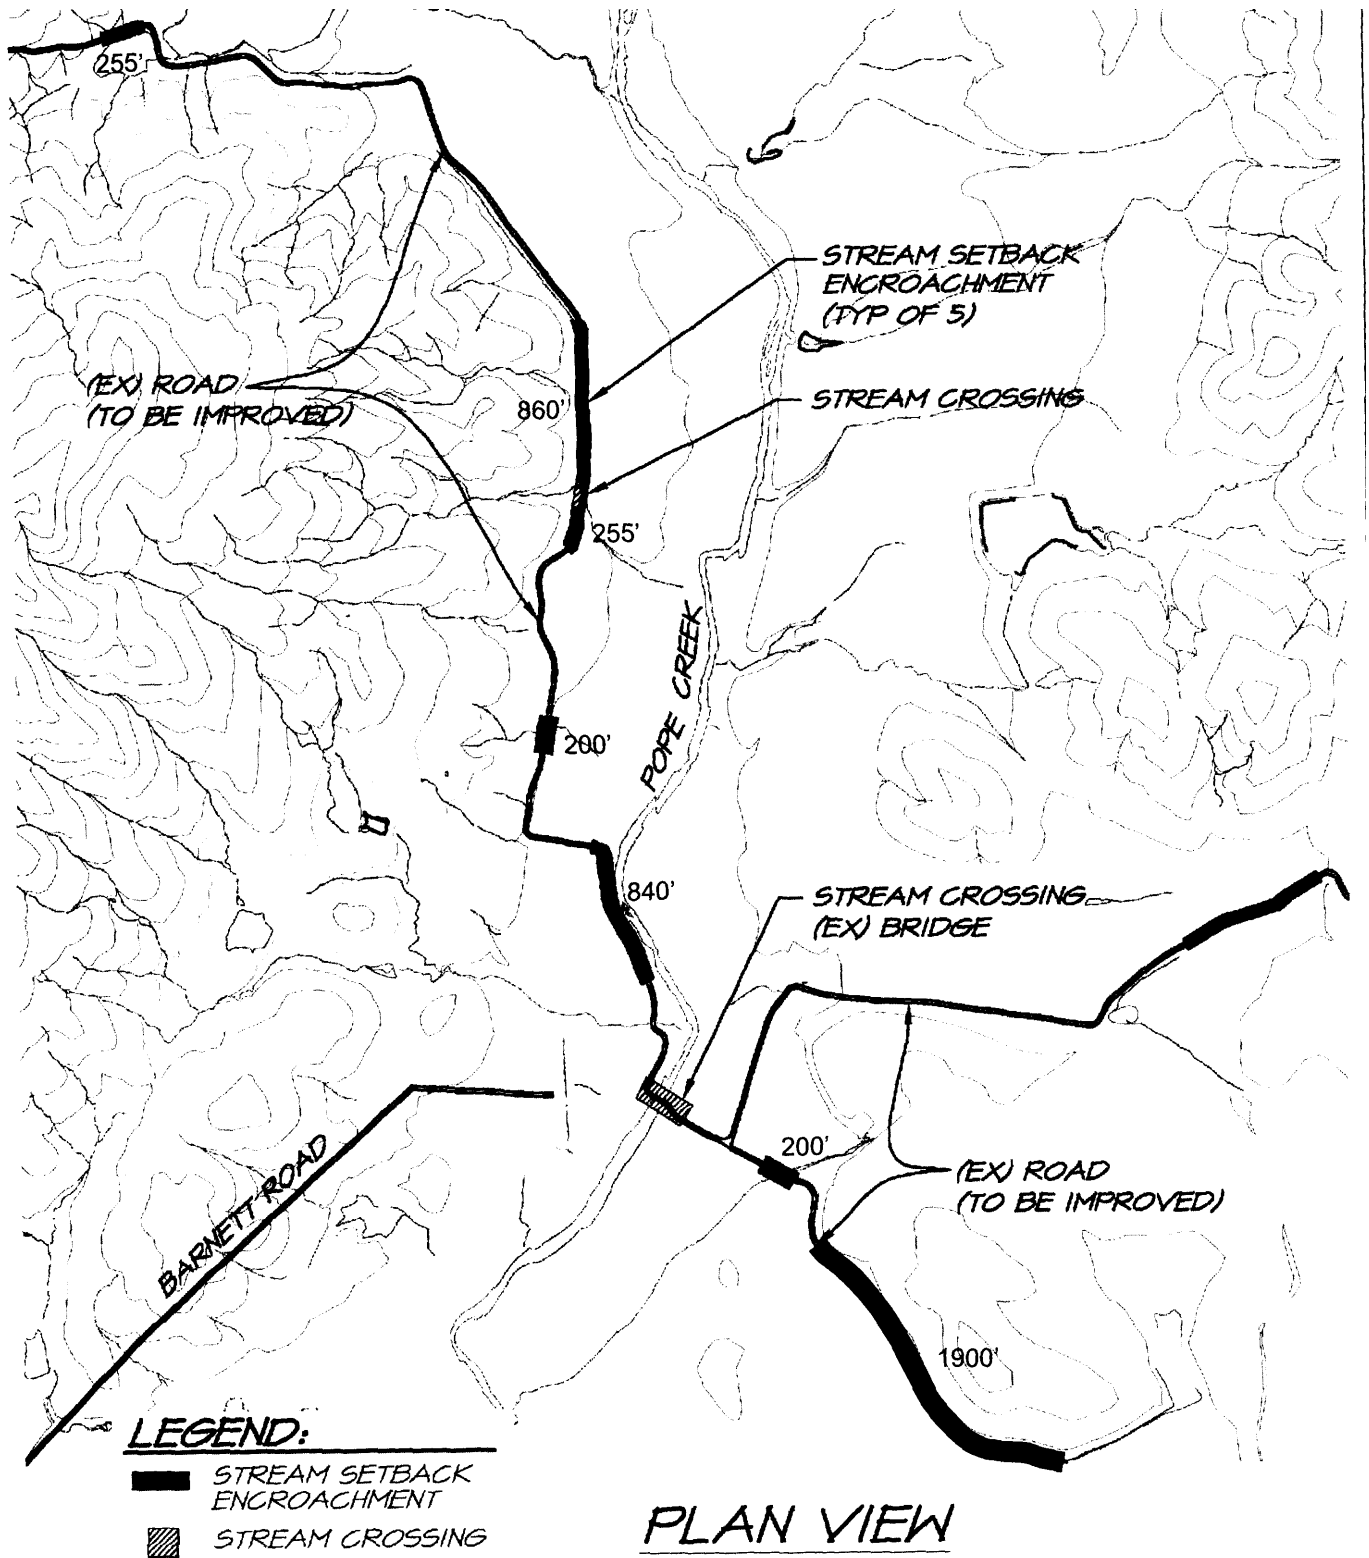 255'
STREAM SETBACK
ENCROACHMENT
(TYP OF 5)
(EX) ROAD
(TO BE IMPROVED)
860'
STREAM CROSSING
255'
POPE CREEK
200'
840'
STREAM CROSSING
(EX) BRIDGE
200'
BARNETT ROAD
(EX) ROAD
(TO BE IMPROVED)
1900'
LEGEND:
STREAM SETBACK
ENCROACHMENT
STREAM CROSSING
PLAN VIEW